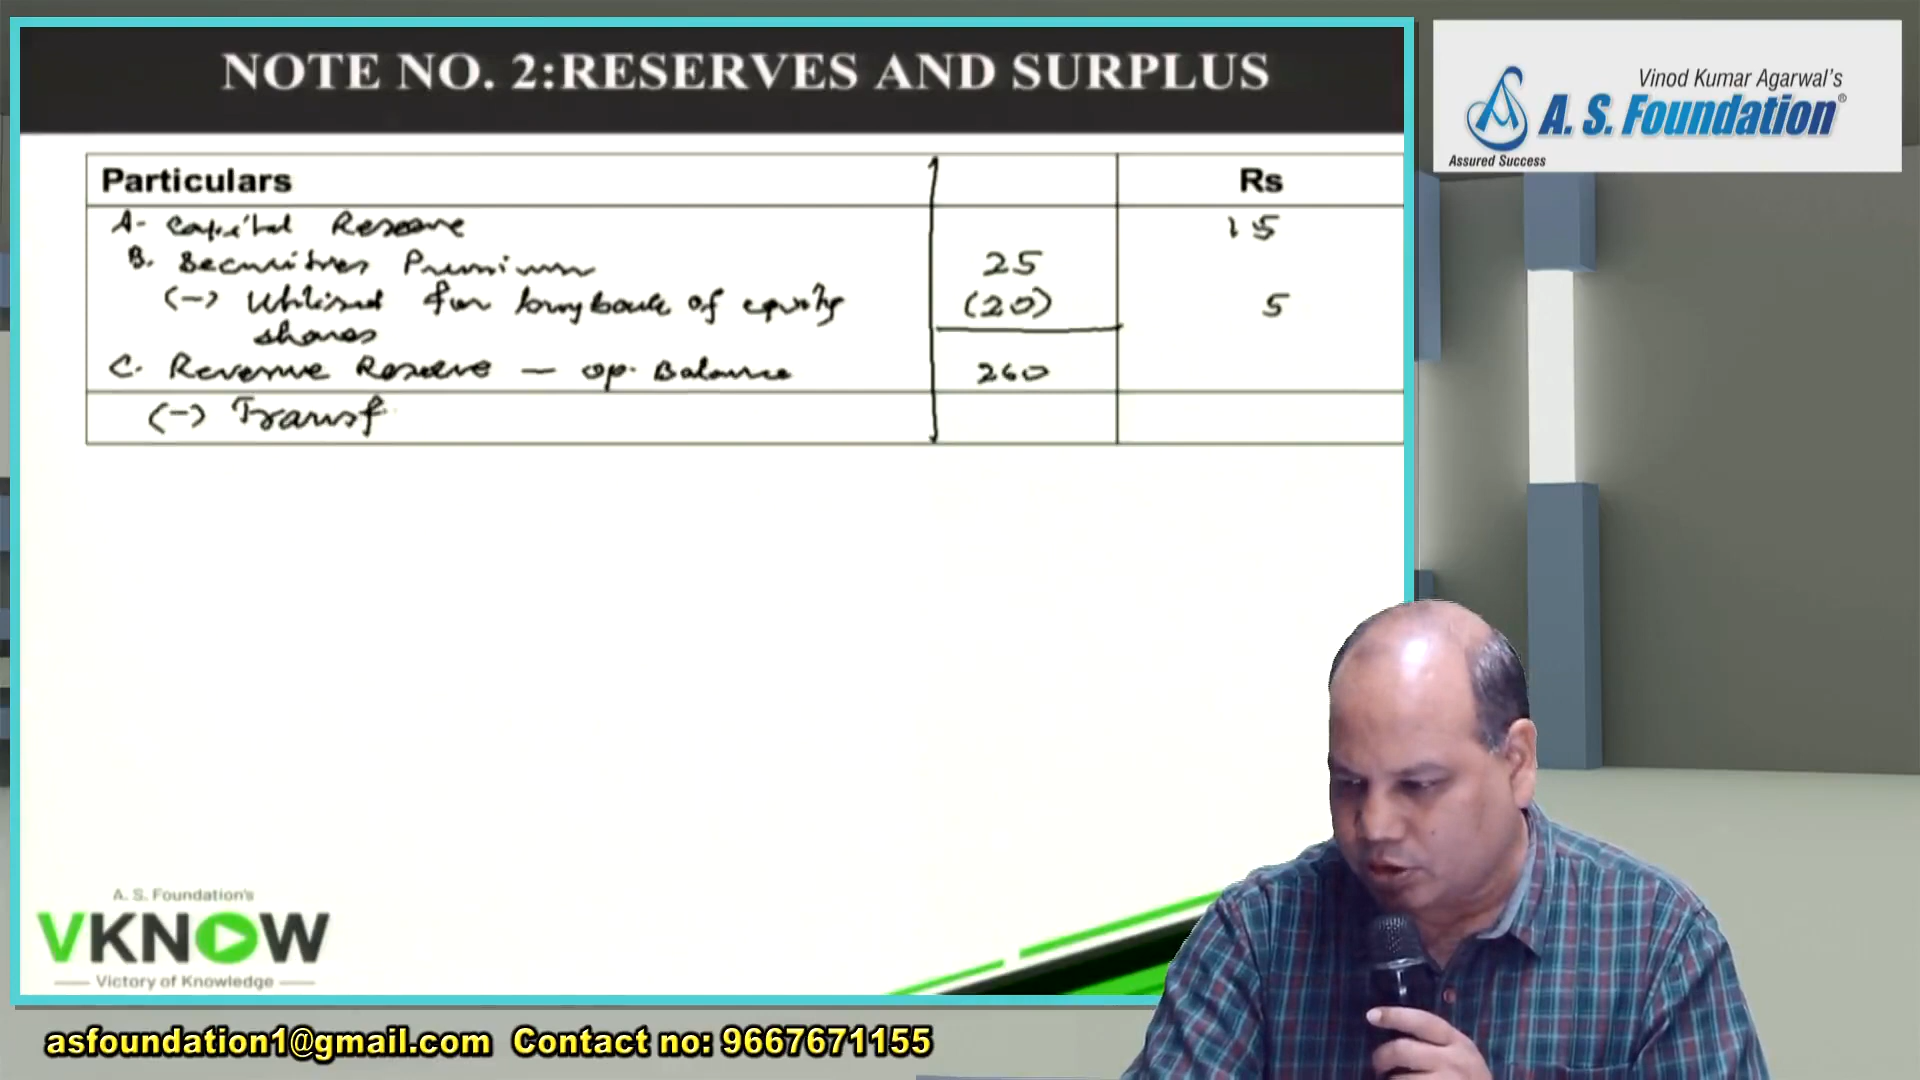 NOTE NO. 2:RESERVES AND SURPLUS
Vinod Kumar Agarwal's
A. S. Foundation®
Assured Success
Particulars Rs
A- Capital Reserve 15
B. Securities Premium 25
(-) Utilised for buyback of equity (20) 5
shares
C. Revenue Reserve — op. Balance 260
(-) Transf
A. S. Foundation's
VKNOW
Victory of Knowledge
asfoundation1@gmail.com Contact no: 9667671155